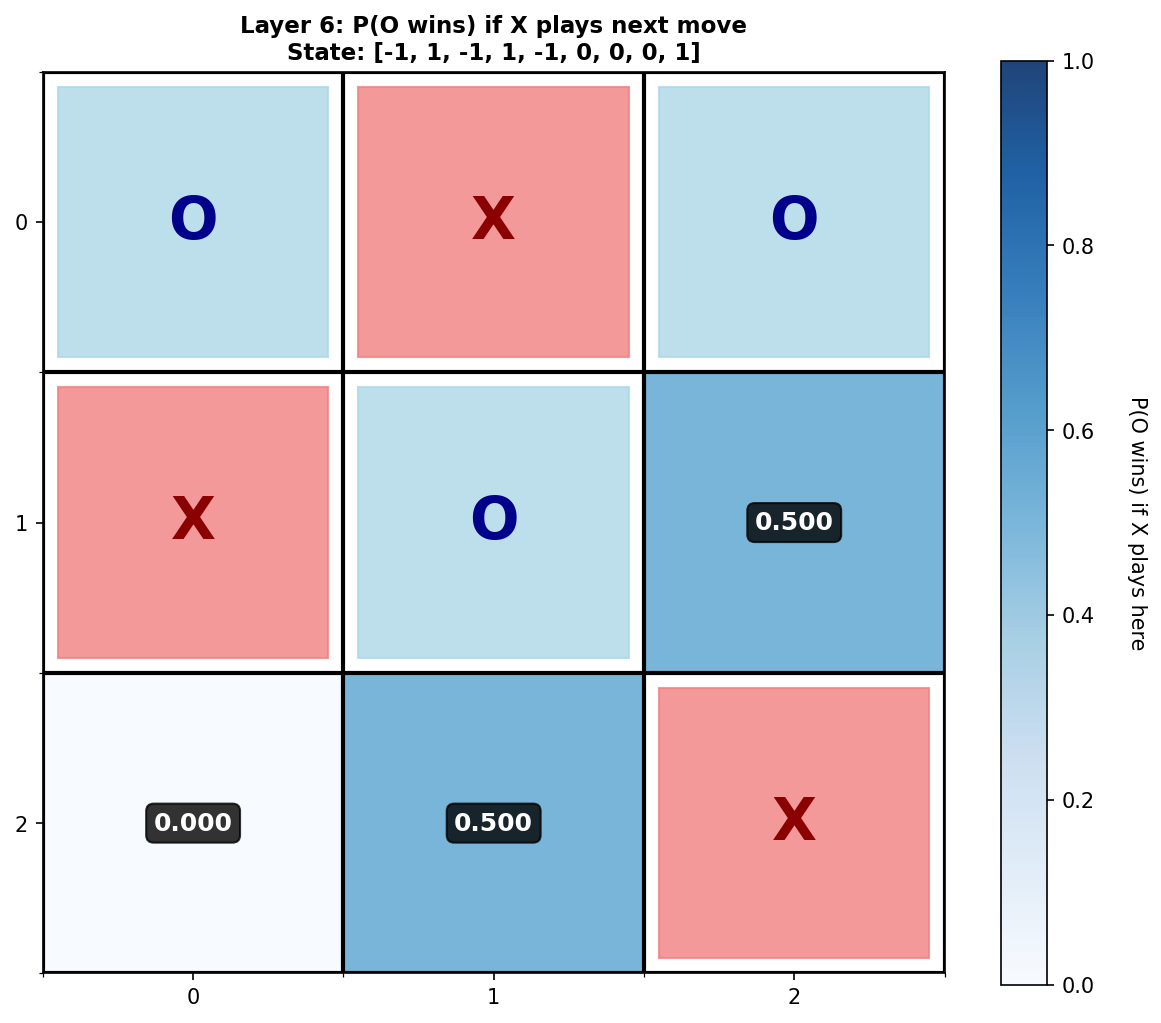 Layer 6: P(O wins) if X plays next move
State: [-1, 1, -1, 1, -1, 0, 0, 0, 1]
0
O
X
O
1
X
O
0.500
2
0.000
0.500
X
0
1
2
1.0
0.8
0.6
0.4
0.2
0.0
P(O wins) if X plays here